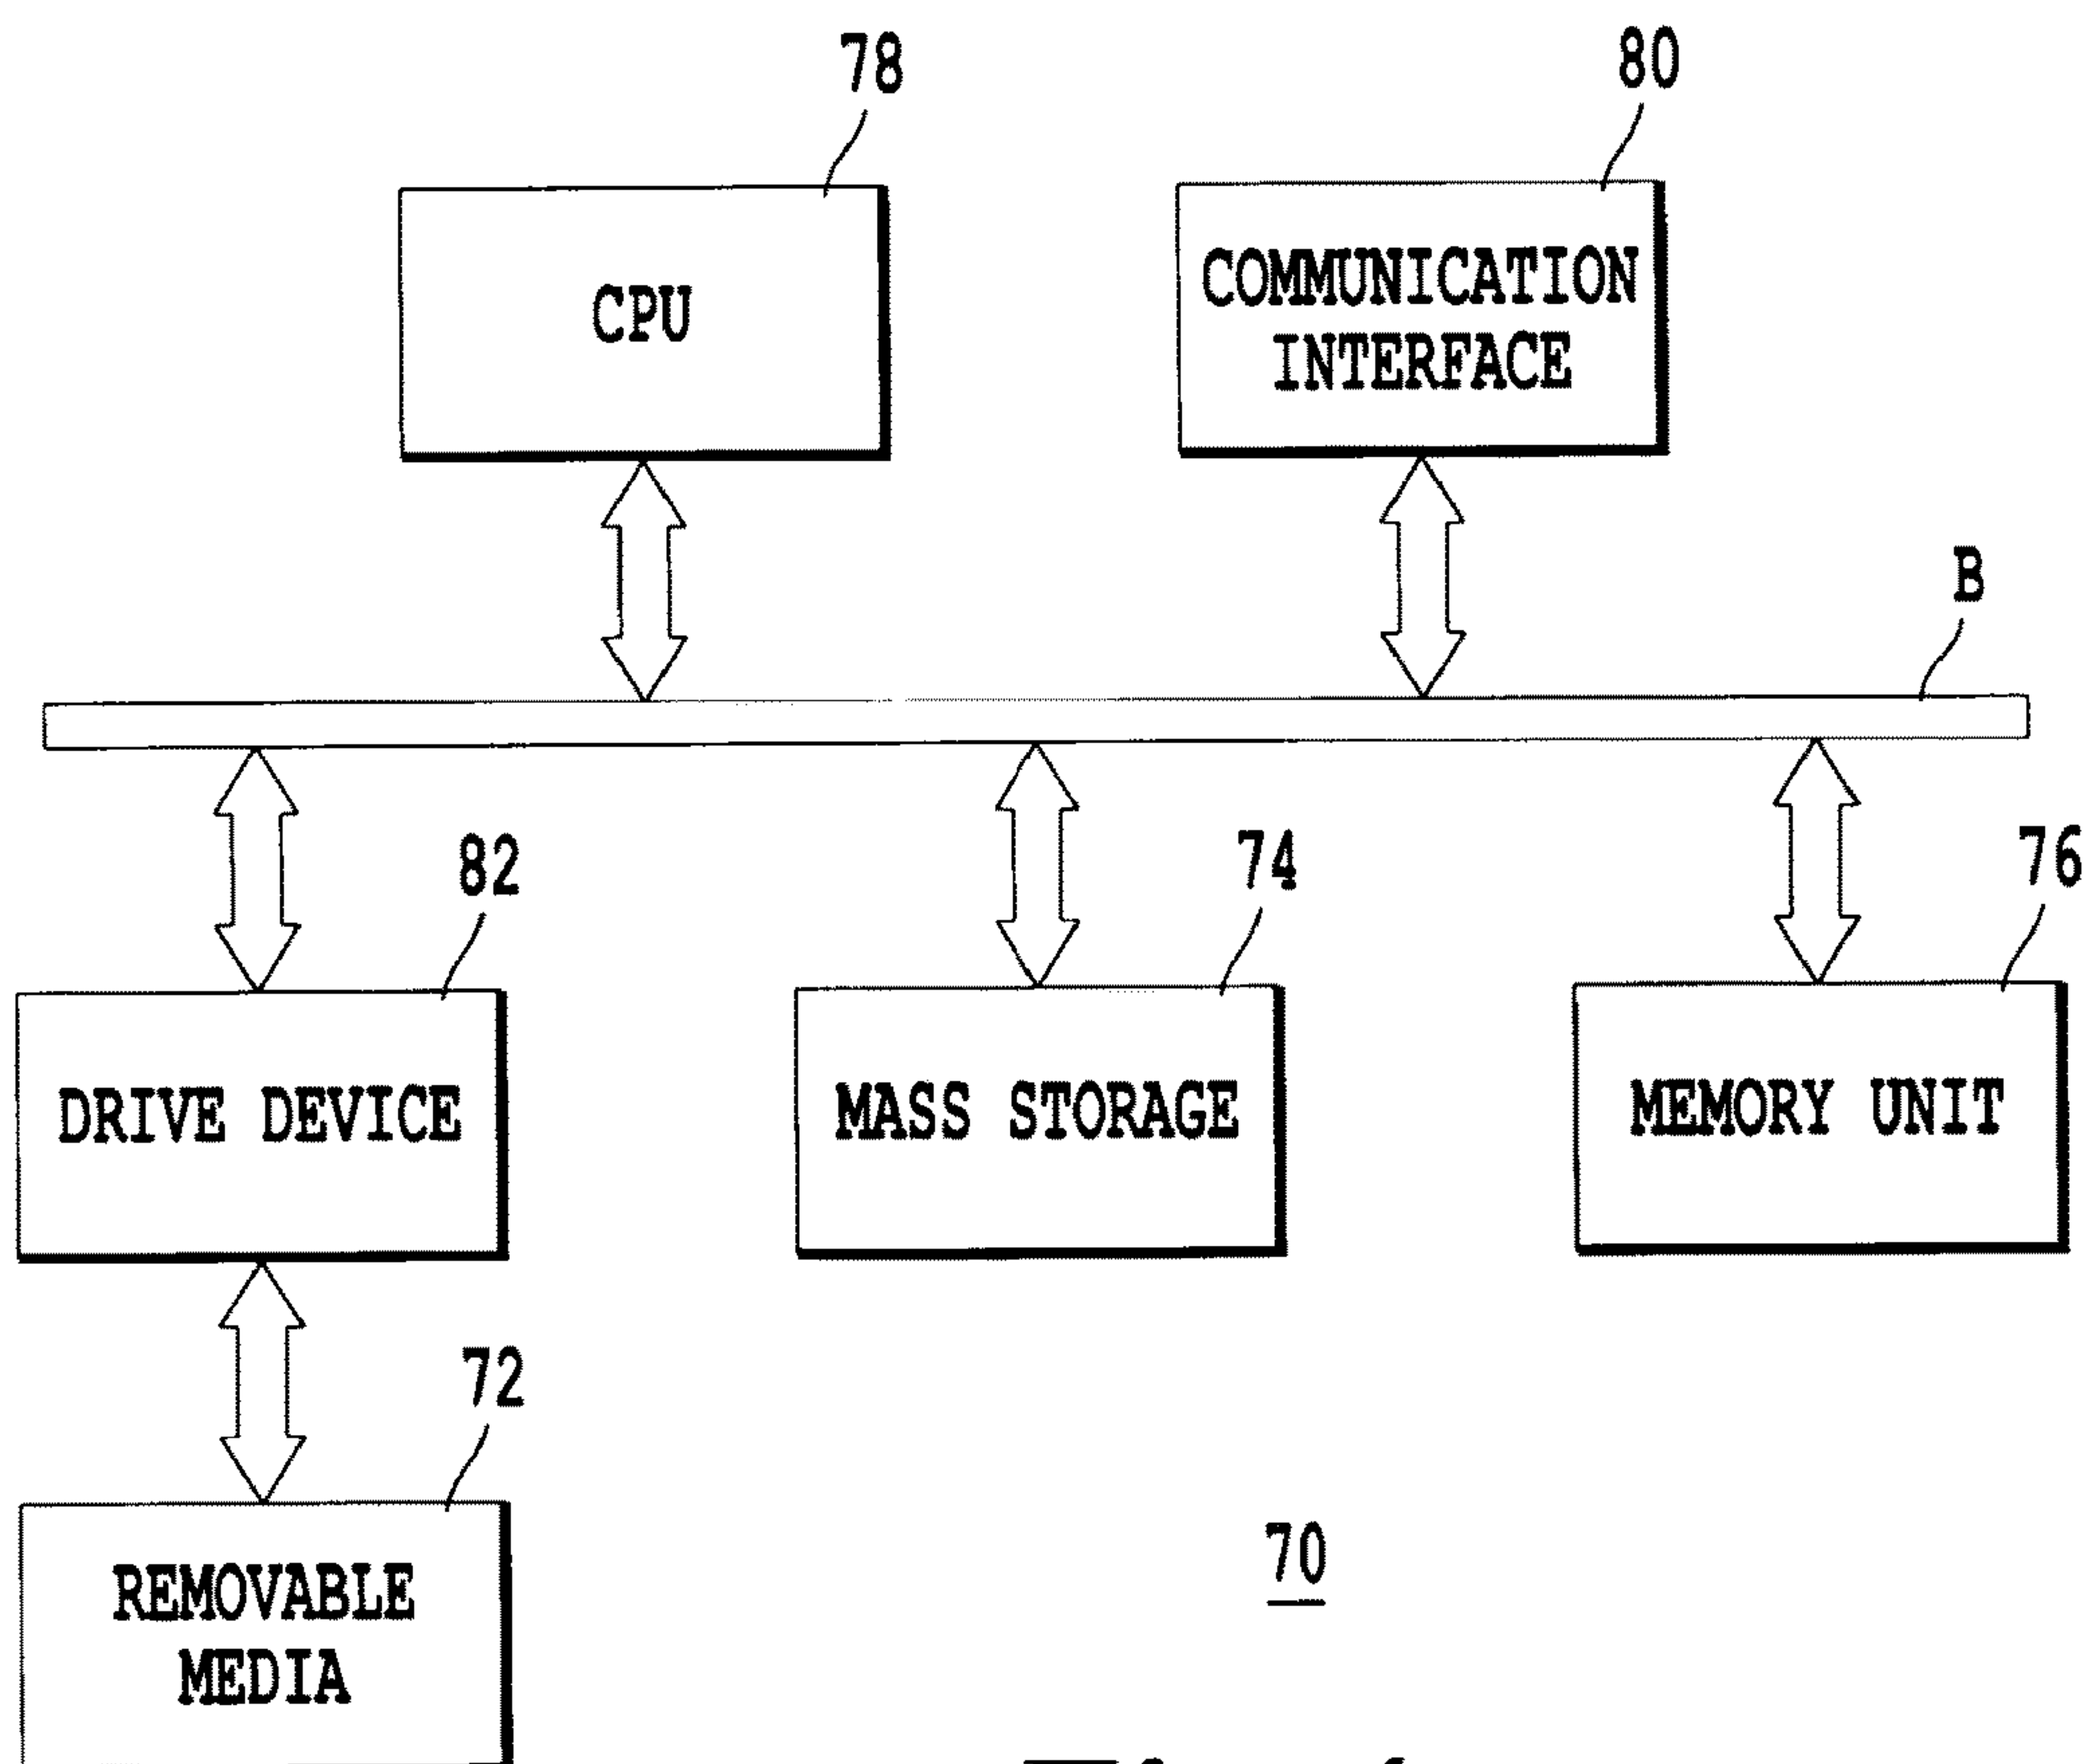 78
80
CPU
COMMUNICATION
INTERFACE
B
82
74
76
DRIVE DEVICE
MASS STORAGE
MEMORY UNIT
72
REMOVABLE
MEDIA
70